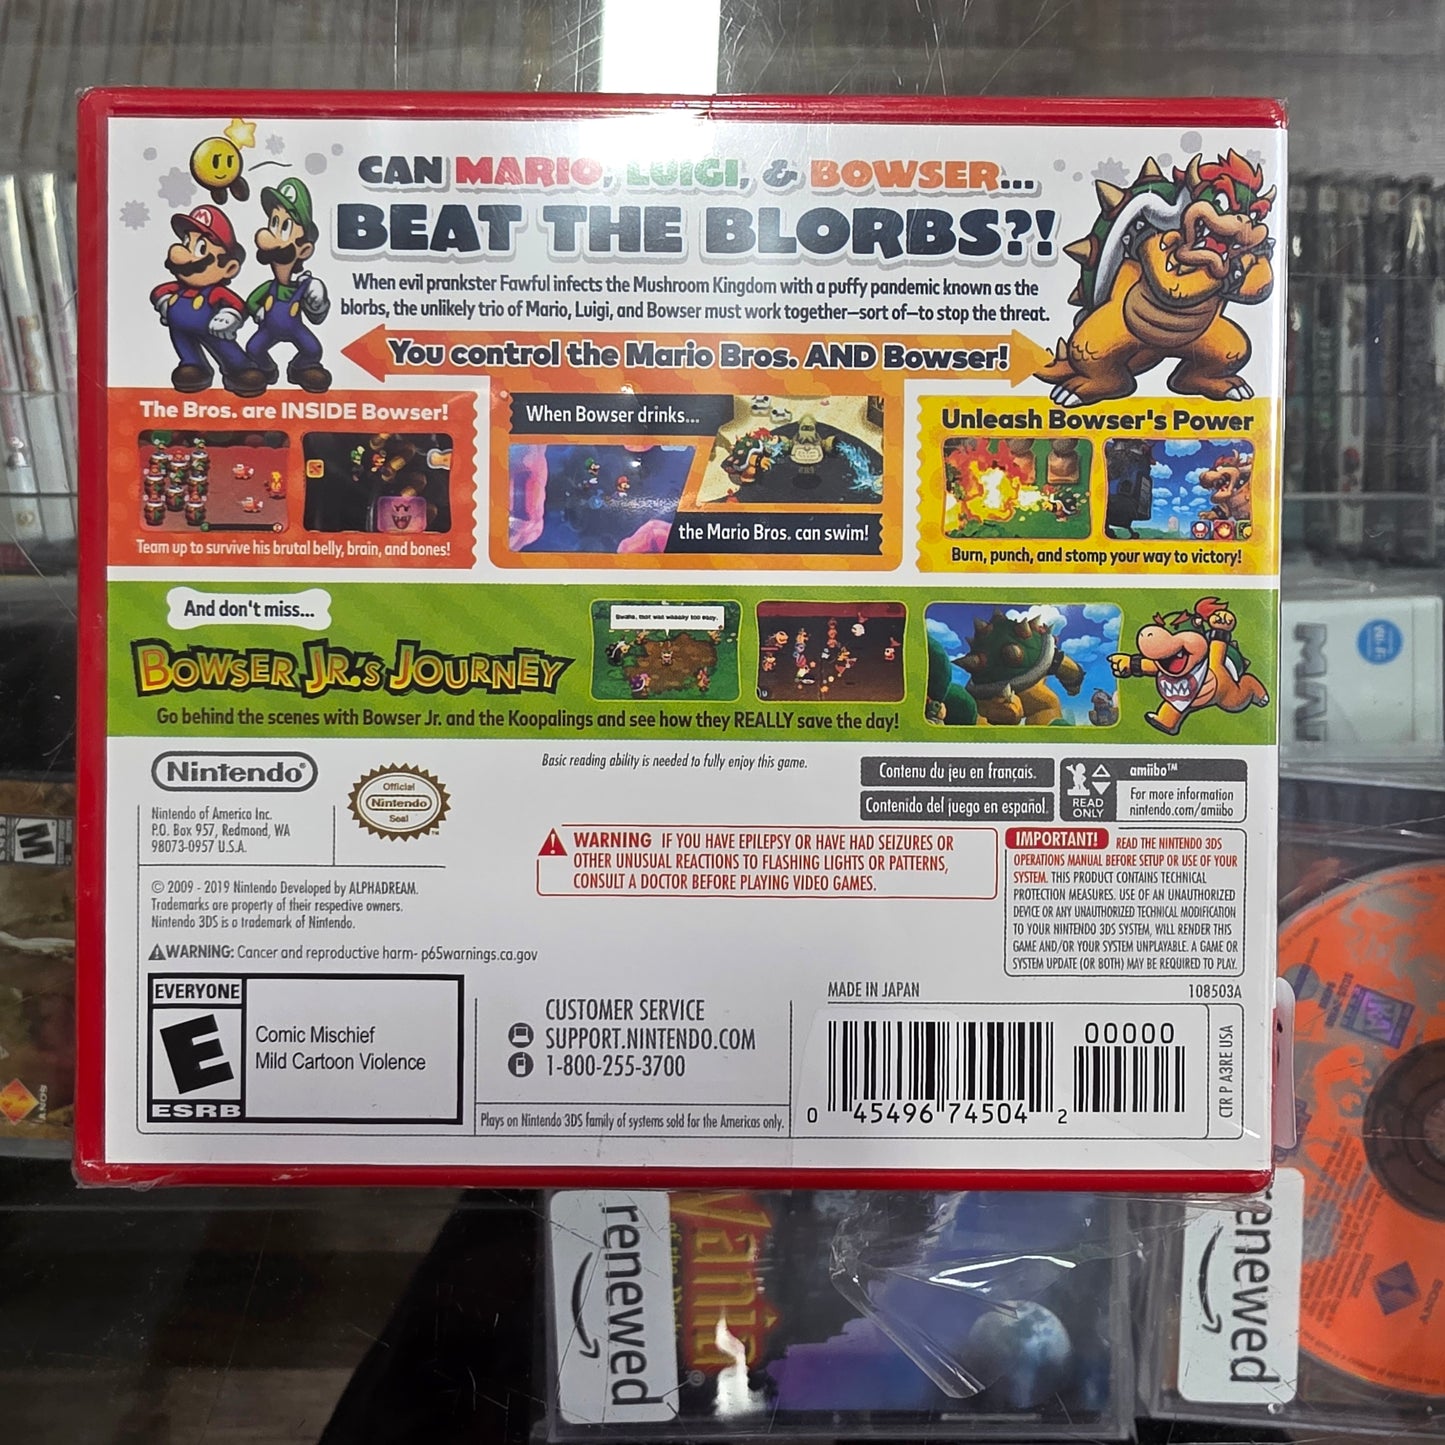 CAN MARIO, LUIGI, & BOWSER...
BEAT THE BLORBS?!
When evil prankster Fawful infects the Mushroom Kingdom with a puffy pandemic known as the
blorbs, the unlikely trio of Mario, Luigi, and Bowser must work together—sort of—to stop the threat.
You control the Mario Bros. AND Bowser!
The Bros. are INSIDE Bowser!
Team up to survive his brutal belly, brain, and bones!
When Bowser drinks...
the Mario Bros. can swim!
Unleash Bowser's Power
Burn, punch, and stomp your way to victory!
And don't miss...
BOWSER JR.'S JOURNEY
Go behind the scenes with Bowser Jr. and the Koopalings and see how they REALLY save the day!
Nintendo®
Official
Nintendo
Seal
Basic reading ability is needed to fully enjoy this game.
Contenu du jeu en français.
Contenido del juego en español.
READ
ONLY
amiibo™
For more information
nintendo.com/amiibo
Nintendo of America Inc.
P.O. Box 957, Redmond, WA
98073-0957 U.S.A.
WARNING IF YOU HAVE EPILEPSY OR HAVE HAD SEIZURES OR
OTHER UNUSUAL REACTIONS TO FLASHING LIGHTS OR PATTERNS,
CONSULT A DOCTOR BEFORE PLAYING VIDEO GAMES.
IMPORTANT! READ THE NINTENDO 3DS
OPERATIONS MANUAL BEFORE SETUP OR USE OF YOUR
SYSTEM. THIS PRODUCT CONTAINS TECHNICAL
PROTECTION MEASURES. USE OF AN UNAUTHORIZED
DEVICE OR ANY UNAUTHORIZED TECHNICAL MODIFICATION
TO YOUR NINTENDO 3DS SYSTEM, WILL RENDER THIS
GAME AND/OR YOUR SYSTEM UNPLAYABLE. A GAME OR
SYSTEM UPDATE (OR BOTH) MAY BE REQUIRED TO PLAY.
© 2009 - 2019 Nintendo Developed by ALPHADREAM.
Trademarks are property of their respective owners.
Nintendo 3DS is a trademark of Nintendo.
WARNING: Cancer and reproductive harm- p65warnings.ca.gov
EVERYONE
E
ESRB
Comic Mischief
Mild Cartoon Violence
CUSTOMER SERVICE
SUPPORT.NINTENDO.COM
1-800-255-3700
Plays on Nintendo 3DS family of systems sold for the Americas only.
MADE IN JAPAN
108503A
0 45496 74504 2
00000
CTR P A3RE USA
M
SONY
MAN
renewed
Vania
renewed
SONY